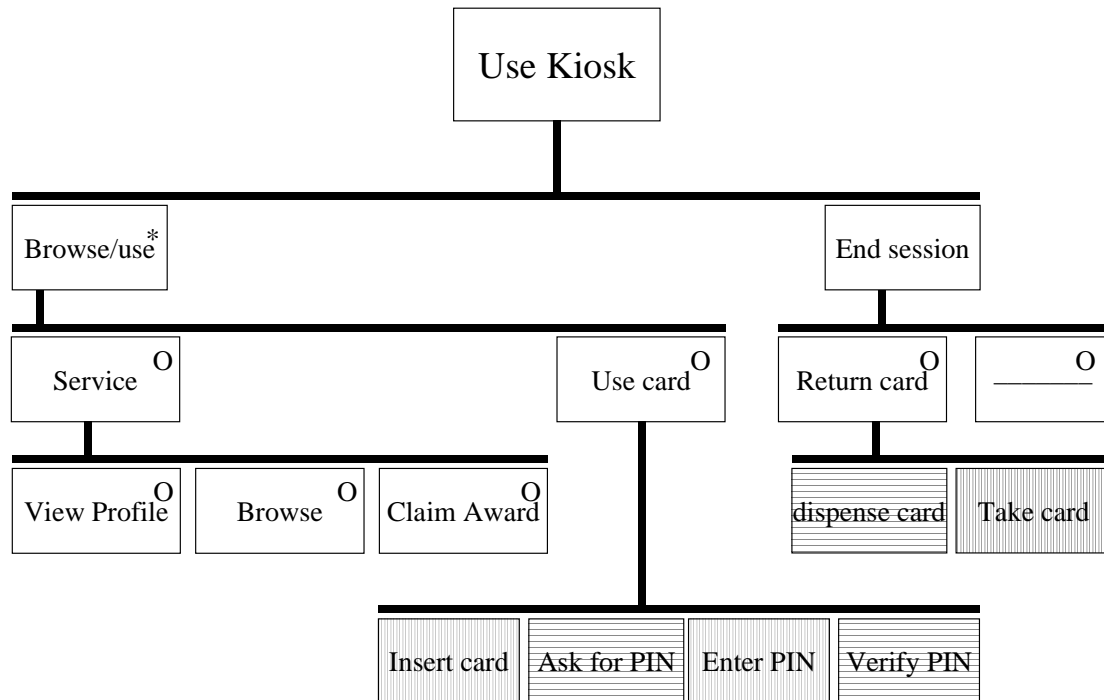 Use Kiosk
Browse/use*
End session
Service O
Use card O
Return card O
O
View Profile O
Browse O
Claim Award O
dispense card
Take card
Insert card
Ask for PIN
Enter PIN
Verify PIN